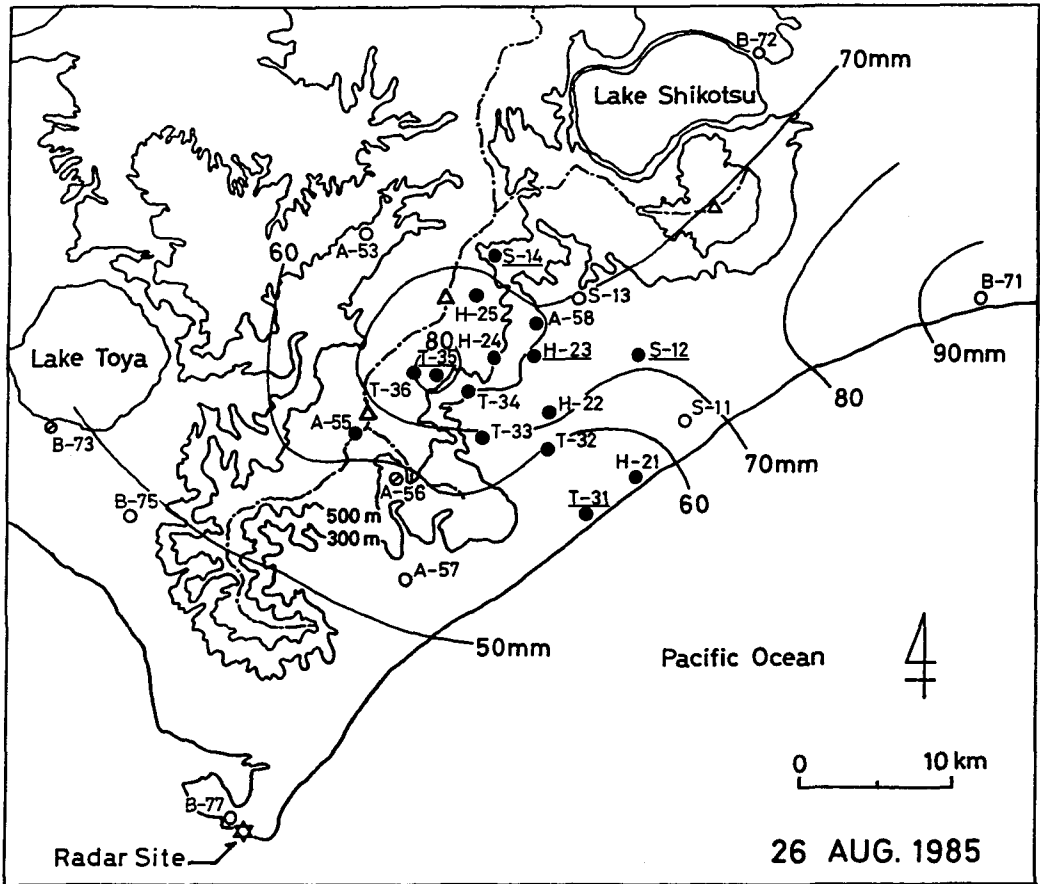 B-72
70mm
Lake Shikotsu
A-53
60
S-14
S-13
B-71
H-25
A-58
80
H-24
H-23
S-12
90mm
T-35
Lake Toya
T-36
T-34
80
H-22
S-11
A-55
T-33
T-32
B-73
70mm
H-21
A-56
60
B-75
500 m
T-31
300 m
A-57
50mm
Pacific Ocean
0 10 km
B-77
Radar Site
26 AUG. 1985